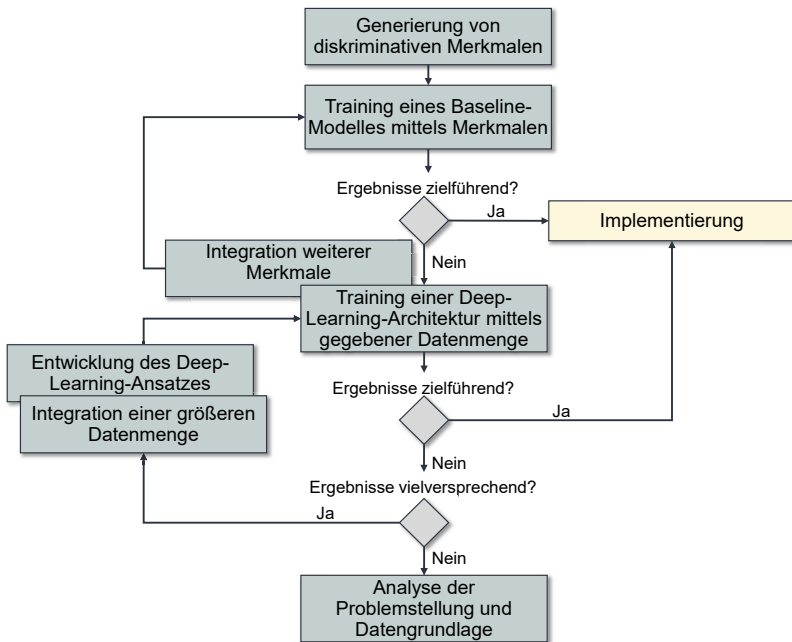 Generierung von
diskriminativen Merkmalen
Training eines Baseline-
Modelles mittels Merkmalen
Ergebnisse zielführend?
Ja
Implementierung
Nein
Integration weiterer
Merkmale
Training einer Deep-
Learning-Architektur mittels
gegebener Datenmenge
Entwicklung des Deep-
Learning-Ansatzes
Integration einer größeren
Datenmenge
Ergebnisse zielführend?
Ja
Nein
Ergebnisse vielversprechend?
Ja
Nein
Analyse der
Problemstellung und
Datengrundlage